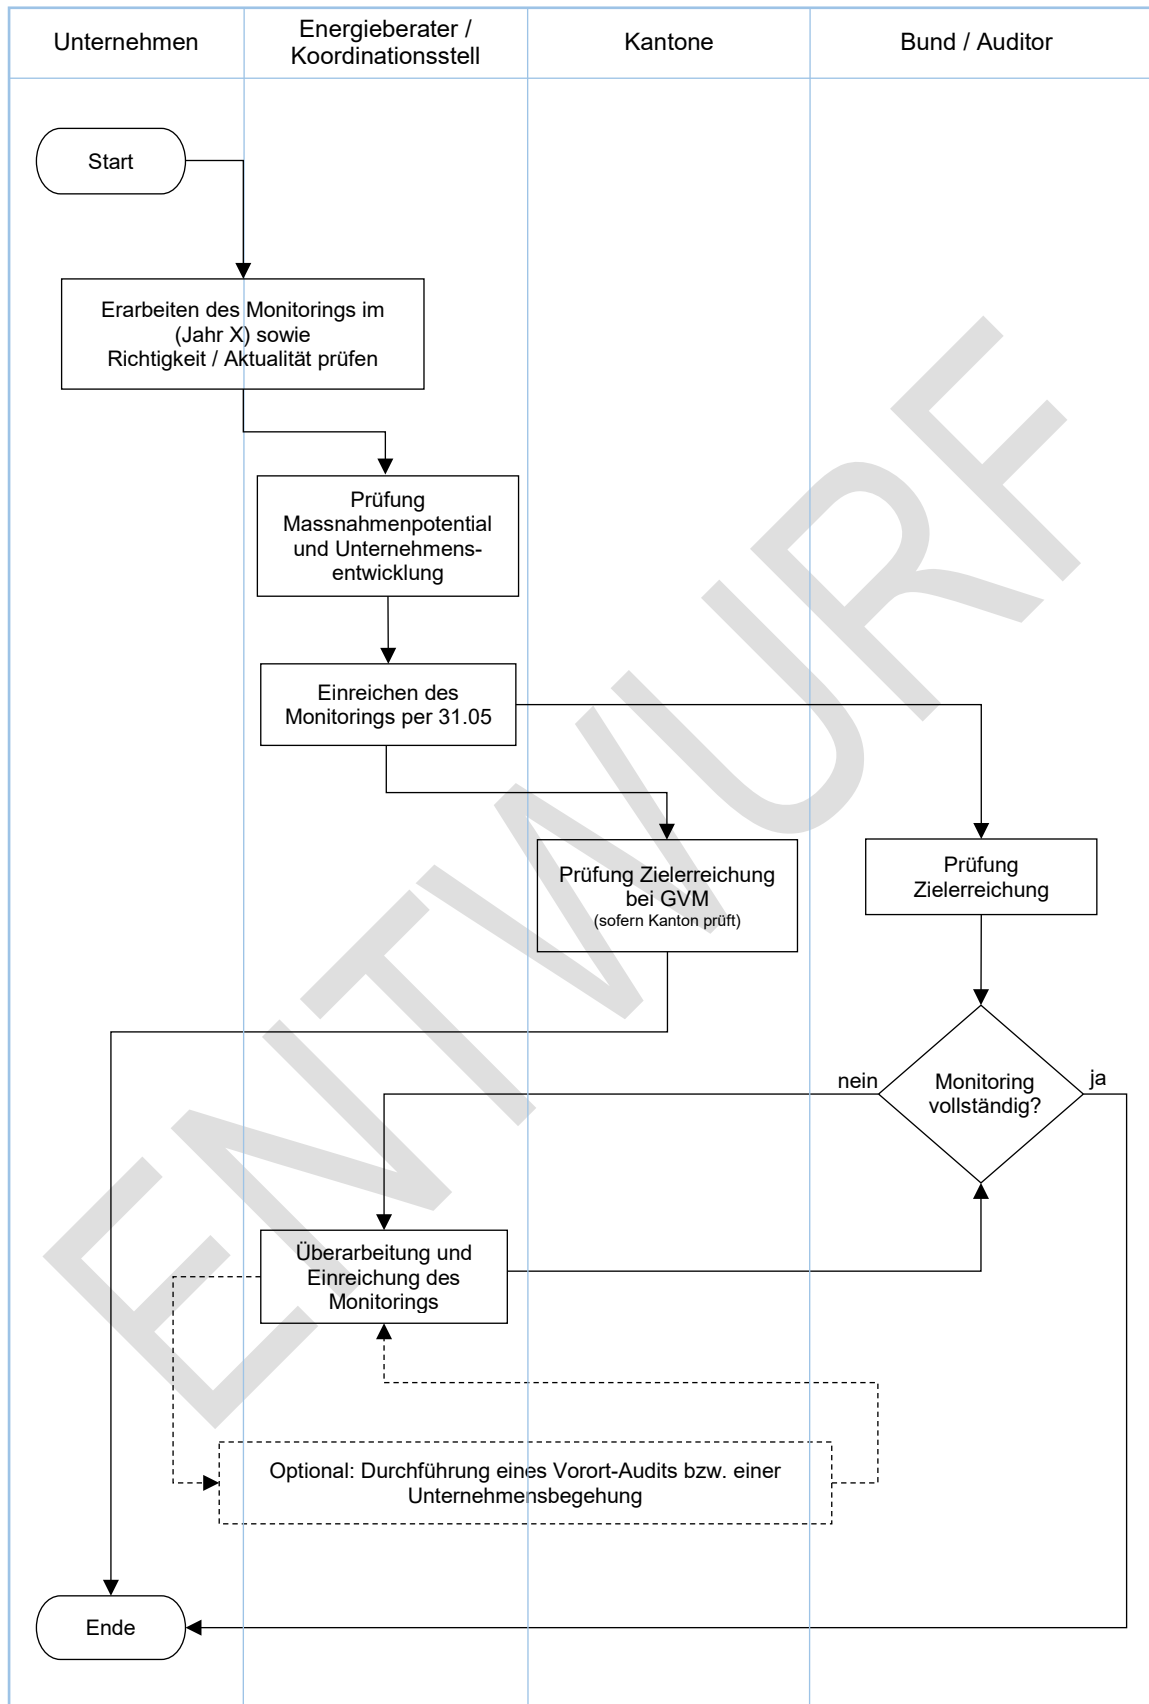 Unternehmen
Energieberater /
Koordinationsstell
Kantone
Bund / Auditor
Start
Erarbeiten des Monitorings im
(Jahr X) sowie
Richtigkeit / Aktualität prüfen
Prüfung
Massnahmenpotential
und Unternehmens-
entwicklung
Einreichen des
Monitorings per 31.05
Prüfung Zielerreichung
bei GVM
(sofern Kanton prüft)
Prüfung
Zielerreichung
nein
Monitoring
vollständig?
ja
Überarbeitung und
Einreichung des
Monitorings
Optional: Durchführung eines Vorort-Audits bzw. einer
Unternehmensbegehung
Ende
ENTWURF